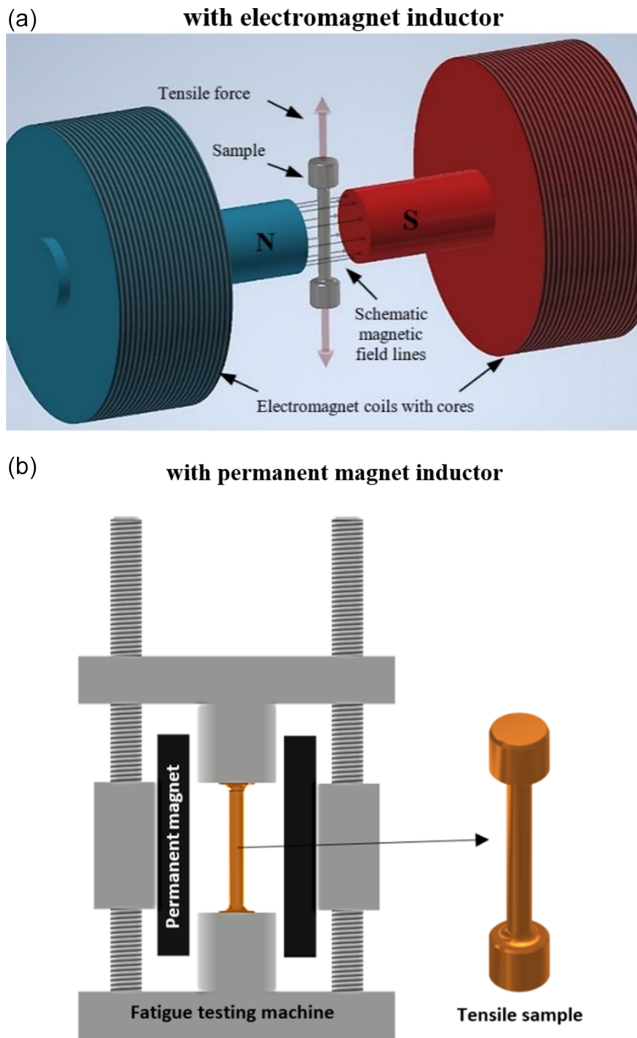 (a)
with electromagnet inductor
Tensile force
Sample
N
S
Schematic
magnetic
field lines
Electromagnet coils with cores
(b)
with permanent magnet inductor
Permanent magnet
Fatigue testing machine
Tensile sample